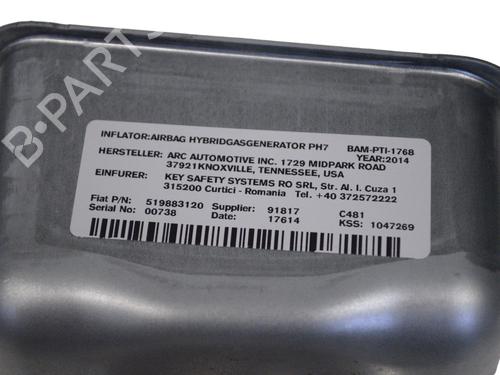 B-PARTS
INFLATOR:AIRBAG HYBRIDGASGENERATOR PH7 BAM-PTI-1768
YEAR:2014
HERSTELLER: ARC AUTOMOTIVE INC. 1729 MIDPARK ROAD
37921KNOXVILLE, TENNESSEE, USA
EINFURER: KEY SAFETY SYSTEMS RO SRL, Str. Al. I. Cuza 1
315200 Curtici - Romania Tel. +40 372572222
Fiat P/N: 519883120 Supplier: 91817 C481
Serial No: 00738 Date: 17614 KSS: 1047269